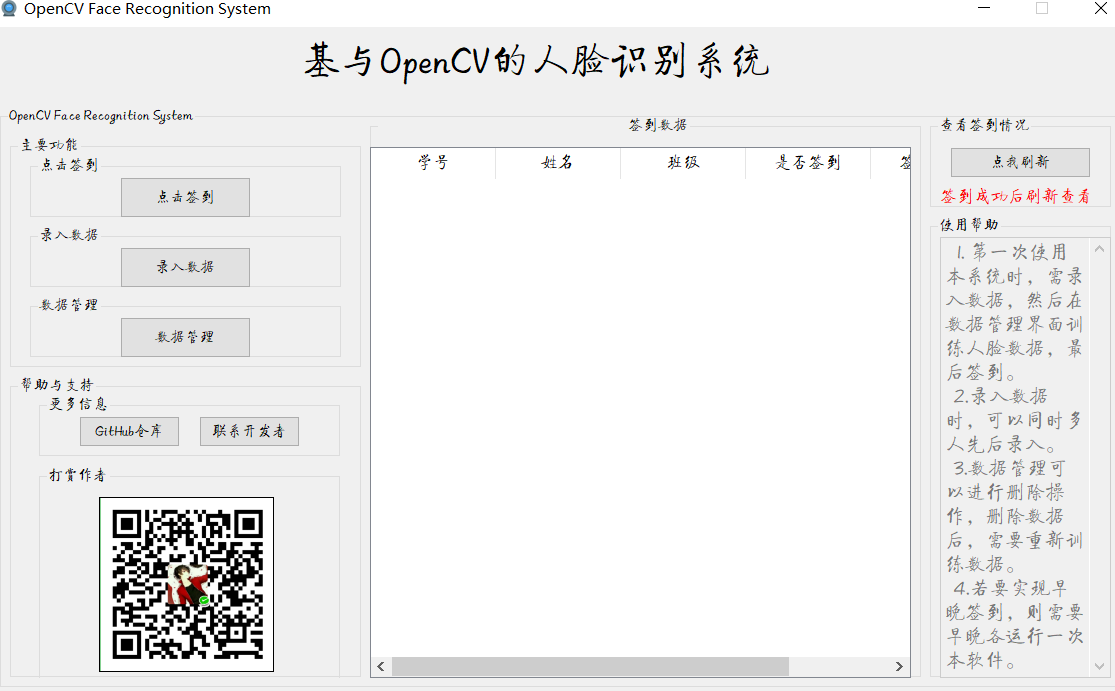 OpenCV Face Recognition System
基与OpenCV的人脸识别系统
OpenCV Face Recognition System
主要功能
点击签到
点击签到
录入数据
录入数据
数据管理
数据管理
帮助与支持
更多信息
GitHub仓库 联系开发者
打赏作者
签到数据
学号 姓名 班级 是否签到
查看签到情况
点我刷新
签到成功后刷新查看
使用帮助
1. 第一次使用
本系统时，需录
入数据，然后在
数据管理界面训
练人脸数据，最
后签到。
2.录入数据
时，可以同时多
人先后录入。
3.数据管理可
以进行删除操
作，删除数据
后，需要重新训
练数据。
4.若要实现早
晚签到，则需要
早晚各运行一次
本软件。